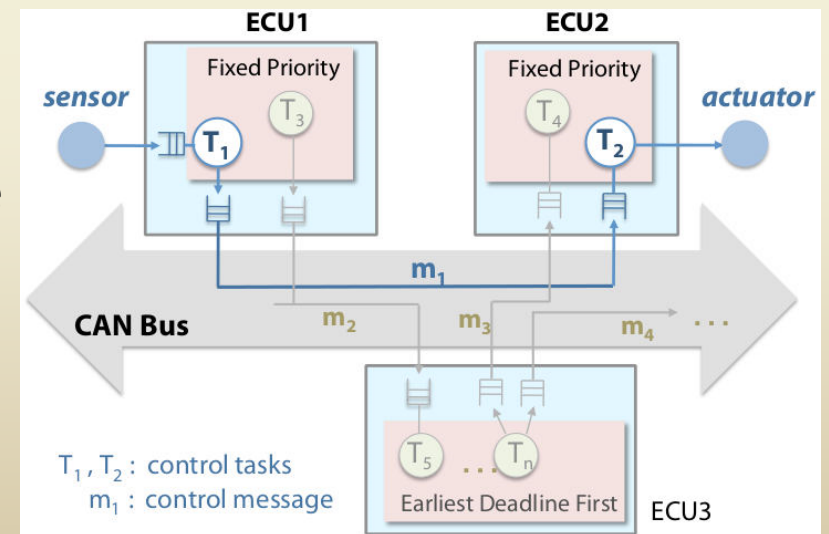 ECU1
ECU2
Fixed Priority
Fixed Priority
sensor
actuator
T1
T3
T4
T2
m1
CAN Bus
m2
m3
m4
...
T5
...
Tn
Earliest Deadline First
ECU3
T1 , T2 : control tasks
m1 : control message